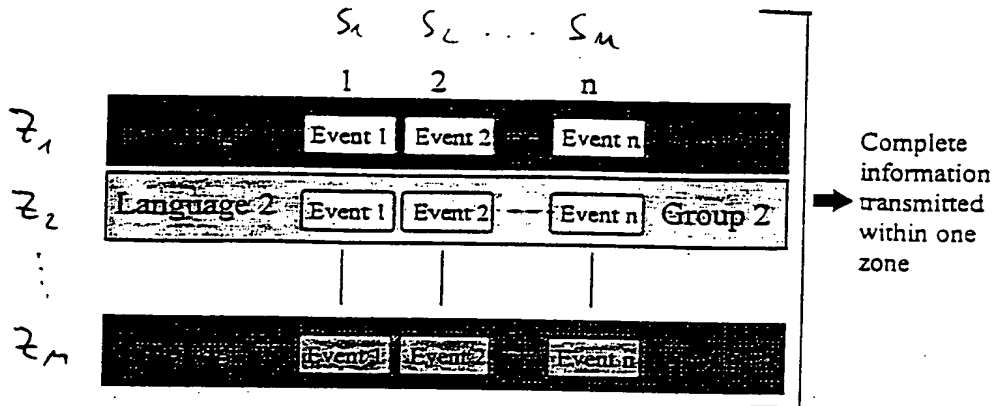 S1 S2 ... Sn
1 2 n
Z1
Event 1 Event 2 Event n
Z2
Language 2 Event 1 Event 2 Event n Group 2
Zn
Event 1 Event 2 Event n
Complete
information
transmitted
within one
zone